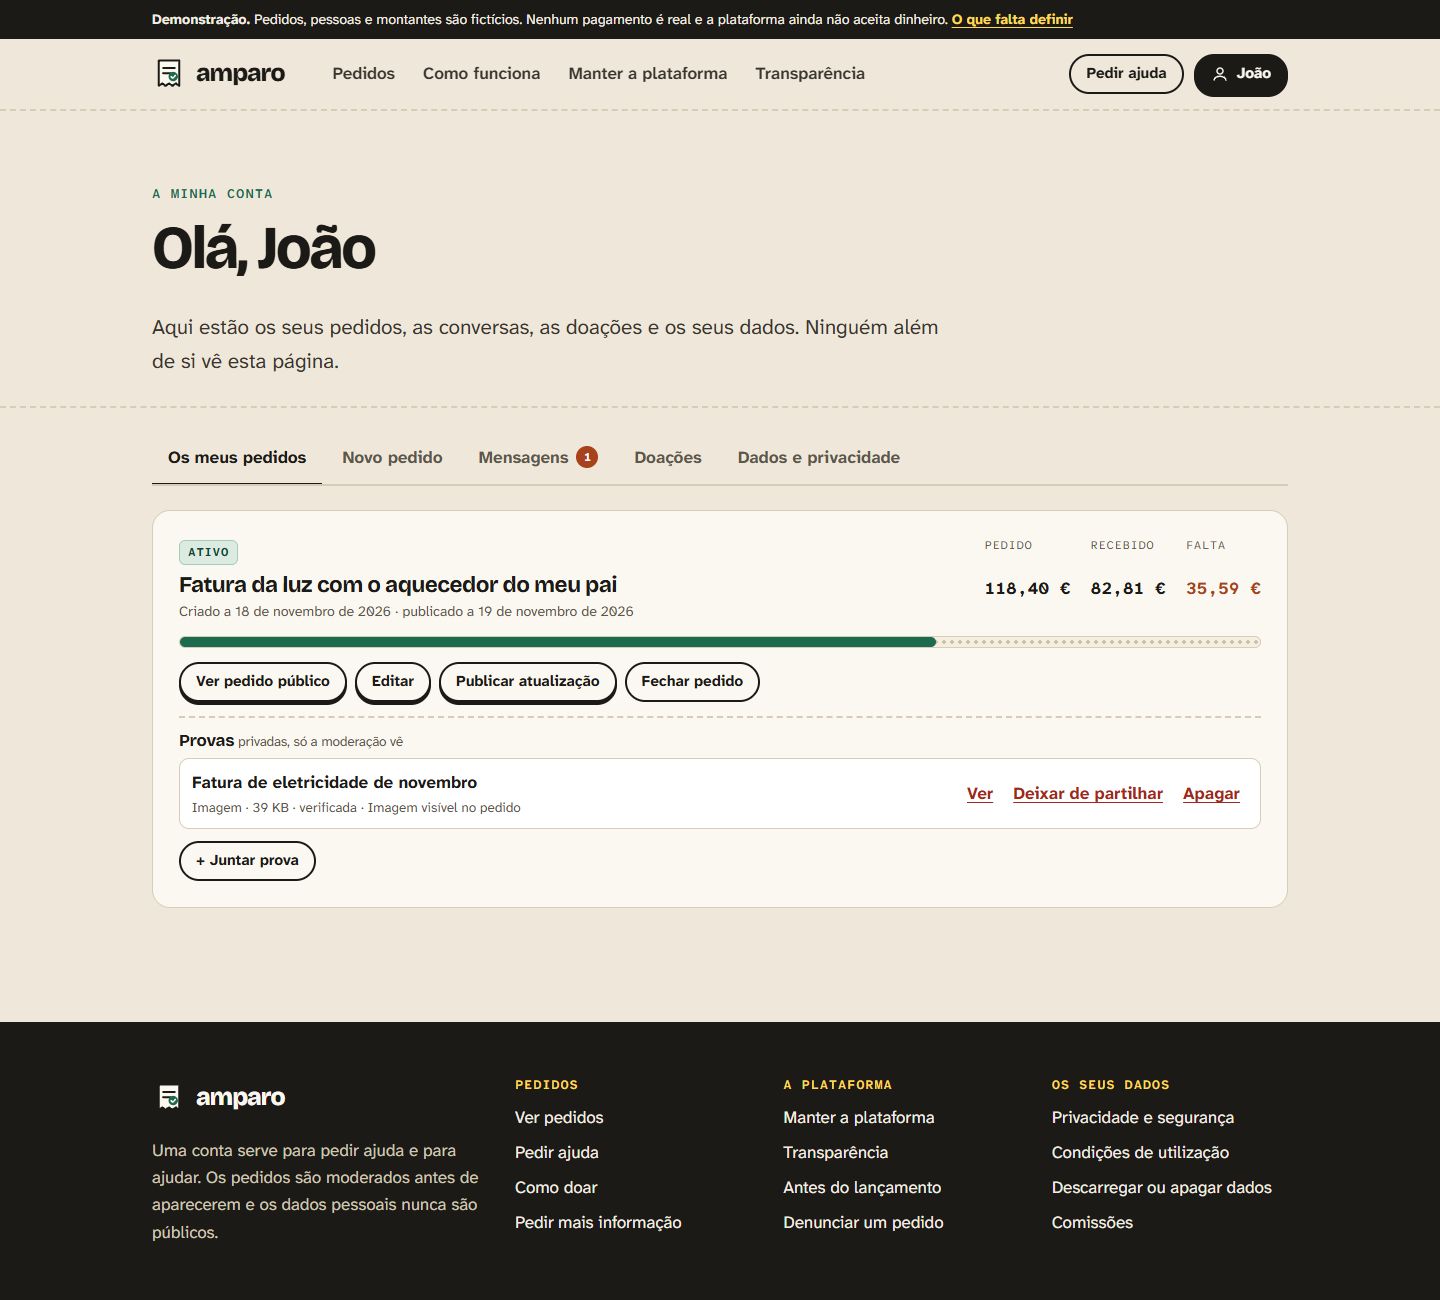 Demonstração. Pedidos, pessoas e montantes são fictícios. Nenhum pagamento é real e a plataforma ainda não aceita dinheiro. O que falta definir
amparo
Pedidos
Como funciona
Manter a plataforma
Transparência
Pedir ajuda
João
A MINHA CONTA
Olá, João
Aqui estão os seus pedidos, as conversas, as doações e os seus dados. Ninguém além
de si vê esta página.
Os meus pedidos
Novo pedido
Mensagens 1
Doações
Dados e privacidade
ATIVO
Fatura da luz com o aquecedor do meu pai
Criado a 18 de novembro de 2026 · publicado a 19 de novembro de 2026
PEDIDO
118,40 €
RECEBIDO
82,81 €
FALTA
35,59 €
Ver pedido público
Editar
Publicar atualização
Fechar pedido
Provas privadas, só a moderação vê
Fatura de eletricidade de novembro
Imagem · 39 KB · verificada · Imagem visível no pedido
Ver
Deixar de partilhar
Apagar
+ Juntar prova
amparo
Uma conta serve para pedir ajuda e para
ajudar. Os pedidos são moderados antes de
aparecerem e os dados pessoais nunca são
públicos.
PEDIDOS
Ver pedidos
Pedir ajuda
Como doar
Pedir mais informação
A PLATAFORMA
Manter a plataforma
Transparência
Antes do lançamento
Denunciar um pedido
OS SEUS DADOS
Privacidade e segurança
Condições de utilização
Descarregar ou apagar dados
Comissões